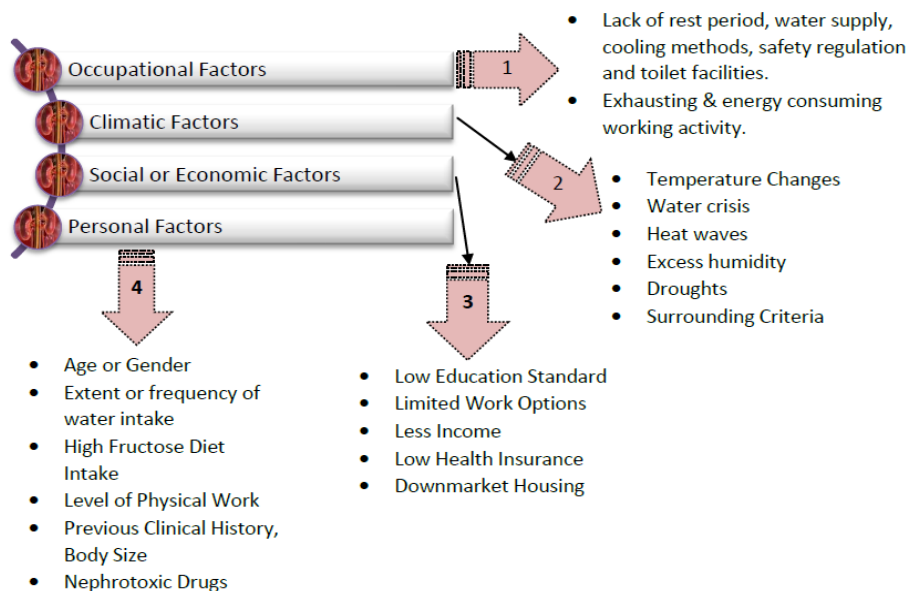 Occupational Factors
Climatic Factors
Social or Economic Factors
Personal Factors
1
• Lack of rest period, water supply,
cooling methods, safety regulation
and toilet facilities.
• Exhausting & energy consuming
working activity.
2
• Temperature Changes
• Water crisis
• Heat waves
• Excess humidity
• Droughts
• Surrounding Criteria
3
• Low Education Standard
• Limited Work Options
• Less Income
• Low Health Insurance
• Downmarket Housing
4
• Age or Gender
• Extent or frequency of
water intake
• High Fructose Diet
Intake
• Level of Physical Work
• Previous Clinical History,
Body Size
• Nephrotoxic Drugs